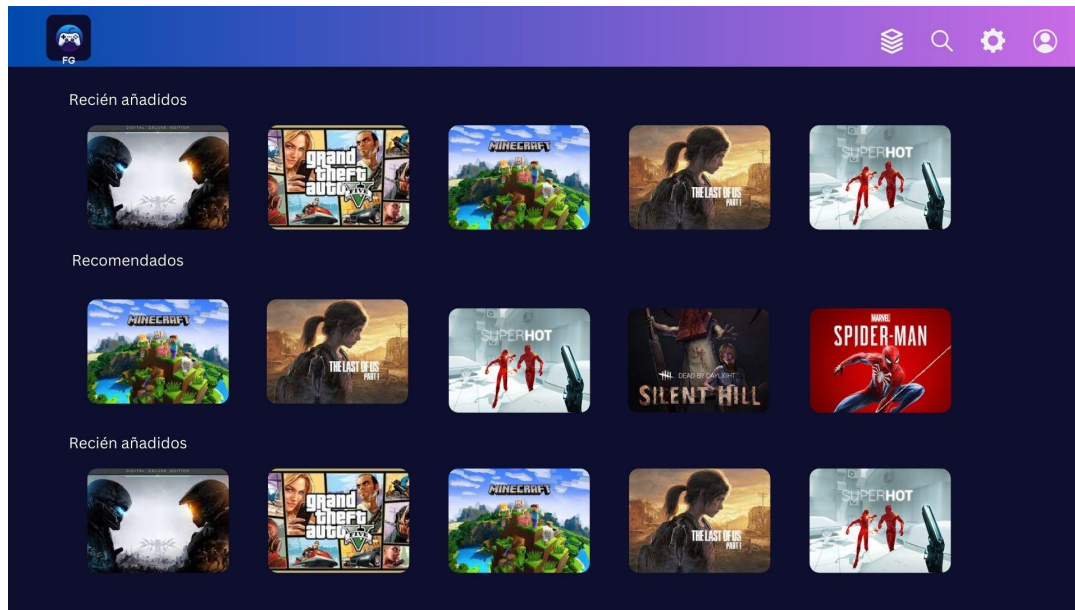 FG
Recién añadidos
DIGITAL DELUXE EDITION
grand
theft
auto
FIVE
MINECRAFT
THE LAST OF US
PART I
SUPERHOT
Recomendados
MINECRAFT
THE LAST OF US
PART I
SUPERHOT
DEAD BY DAYLIGHT
SILENT HILL
MARVEL
SPIDER-MAN
Recién añadidos
DIGITAL DELUXE EDITION
grand
theft
auto
FIVE
MINECRAFT
THE LAST OF US
PART I
SUPERHOT